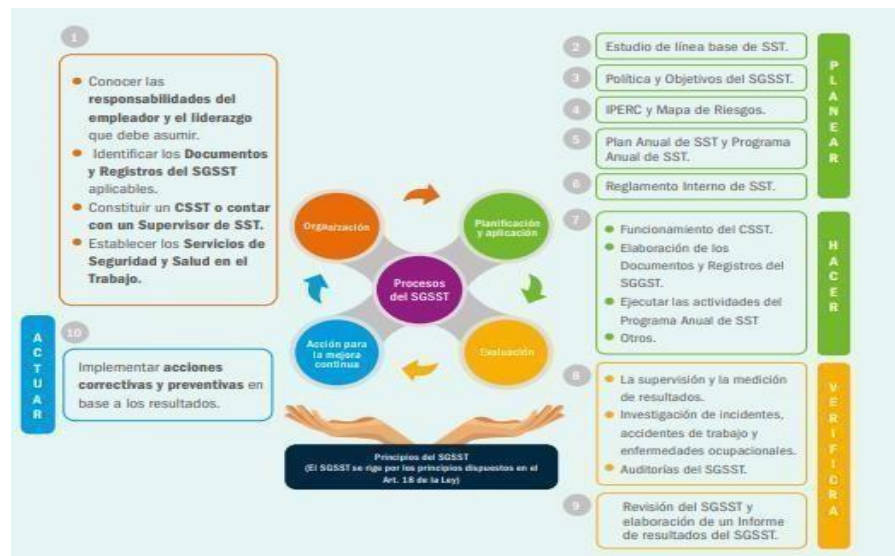 1
● Conocer las
responsabilidades del
empleador y el liderazgo
que debe asumir.
● Identificar los Documentos
y Registros del SGSST
aplicables.
● Constituir un CSST o contar
con un Supervisor de SST.
● Establecer los Servicios de
Seguridad y Salud en el
Trabajo.
Organización
Planificación
y aplicación
Procesos
del SGSST
Acción para
la mejora
continua
Evaluación
2
Estudio de línea base de SST.
3
Política y Objetivos del SGSST.
4
IPERC y Mapa de Riesgos.
5
Plan Anual de SST y Programa
Anual de SST.
6
Reglamento Interno de SST.
PLANEAR
7
● Funcionamiento del CSST.
● Elaboración de los
Documentos y Registros del
SGGST.
● Ejecutar las actividades del
Programa Anual de SST
● Otros.
HACER
8
● La supervisión y la medición
de resultados.
● Investigación de incidentes,
accidentes de trabajo y
enfermedades ocupacionales.
● Auditorías del SGSST.
9
Revisión del SGSST y
elaboración de un Informe
de resultados del SGSST.
VERIFICRA
10
Implementar acciones
correctivas y preventivas en
base a los resultados.
ACTUAR
Principios del SGSST
(El SGSST se rige por los principios dispuestos en el
Art. 18 de la Ley)